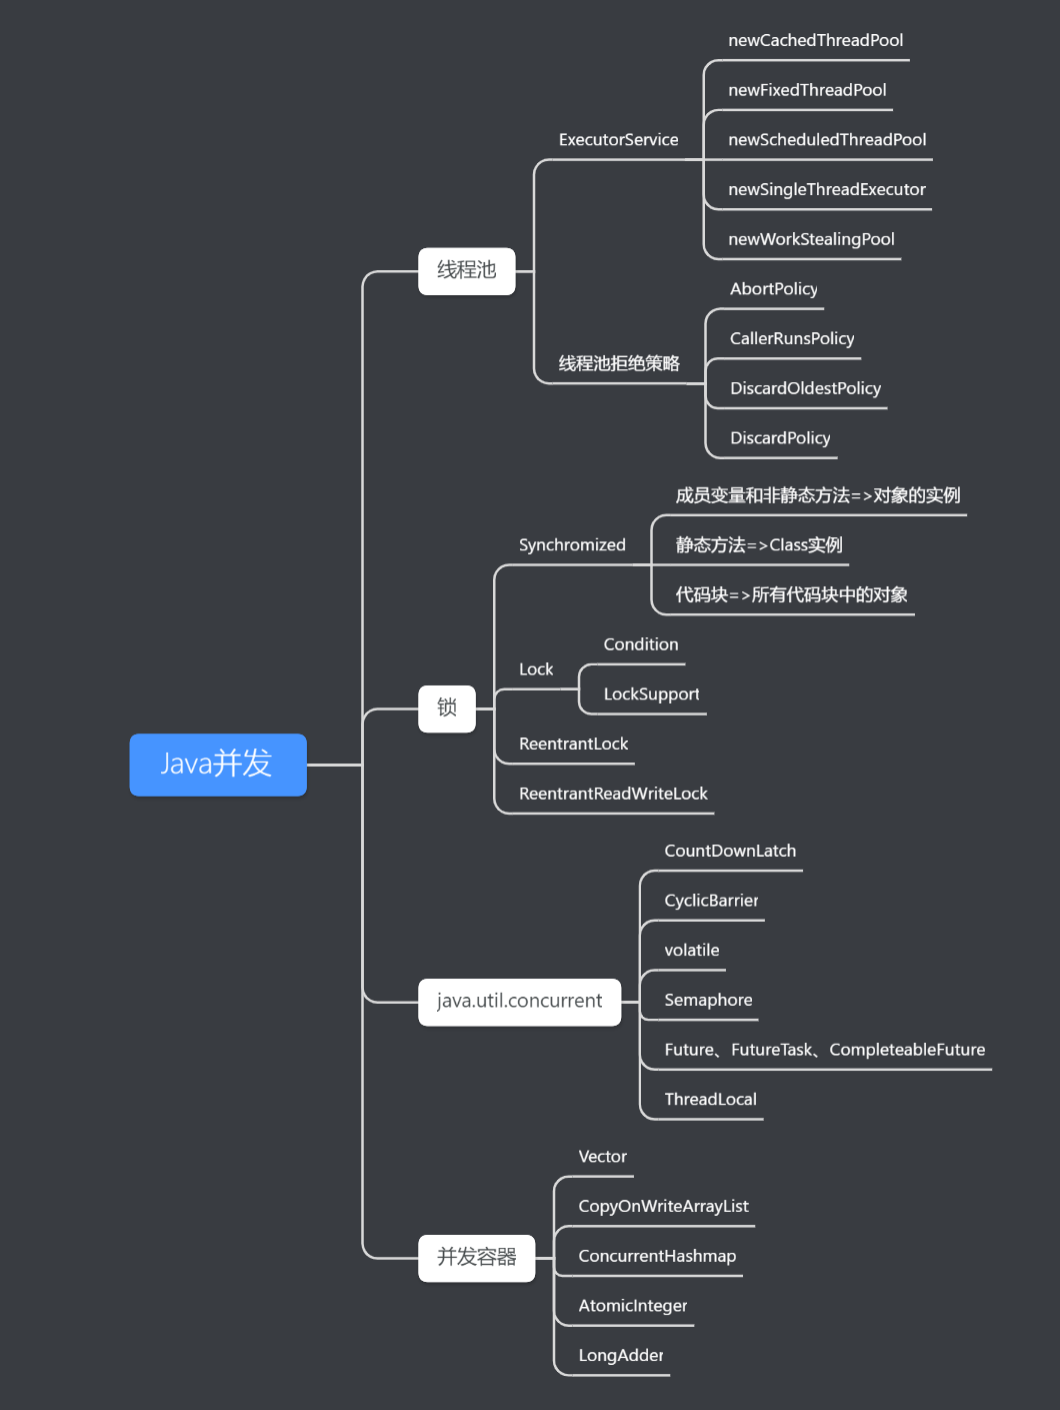 Java并发
线程池
ExecutorService
newCachedThreadPool
newFixedThreadPool
newScheduledThreadPool
newSingleThreadExecutor
newWorkStealingPool
线程池拒绝策略
AbortPolicy
CallerRunsPolicy
DiscardOldestPolicy
DiscardPolicy
锁
Synchromized
成员变量和非静态方法=>对象的实例
静态方法=>Class实例
代码块=>所有代码块中的对象
Lock
Condition
LockSupport
ReentrantLock
ReentrantReadWriteLock
java.util.concurrent
CountDownLatch
CyclicBarrier
volatile
Semaphore
Future、FutureTask、CompleteableFuture
ThreadLocal
并发容器
Vector
CopyOnWriteArrayList
ConcurrentHashmap
AtomicInteger
LongAdder